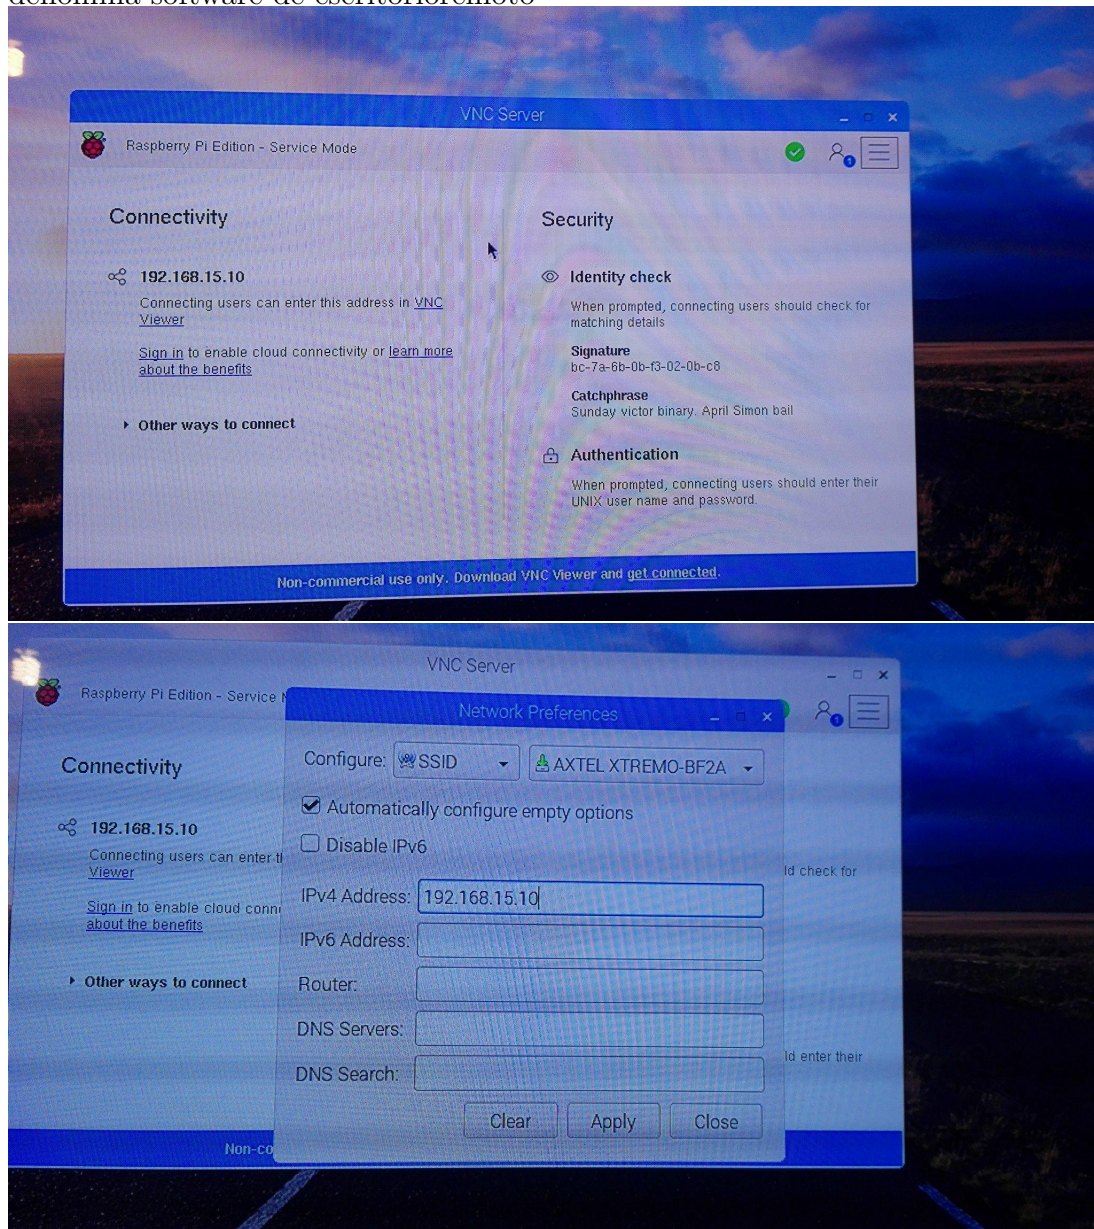 VNC Server
Raspberry Pi Edition - Service Mode
1
Connectivity
192.168.15.10
Connecting users can enter this address in VNC
Viewer
Sign in to enable cloud connectivity or learn more
about the benefits
Other ways to connect
Security
Identity check
When prompted, connecting users should check for
matching details
Signature
bc-7a-6b-0b-f3-02-0b-c8
Catchphrase
Sunday victor binary. April Simon bail
Authentication
When prompted, connecting users should enter their
UNIX user name and password.
Non-commercial use only. Download VNC Viewer and get connected.
VNC Server
Raspberry Pi Edition - Service
1
Connectivity
192.168.15.10
Connecting users can enter
Viewer
Sign in to enable cloud conn
about the benefits
Other ways to connect
Non-co
ld check for
ld enter their
Network Preferences
Configure: SSID AXTEL XTREMO-BF2A
Automatically configure empty options
Disable IPv6
IPv4 Address: 192.168.15.10
IPv6 Address:
Router:
DNS Servers:
DNS Search:
Clear Apply Close